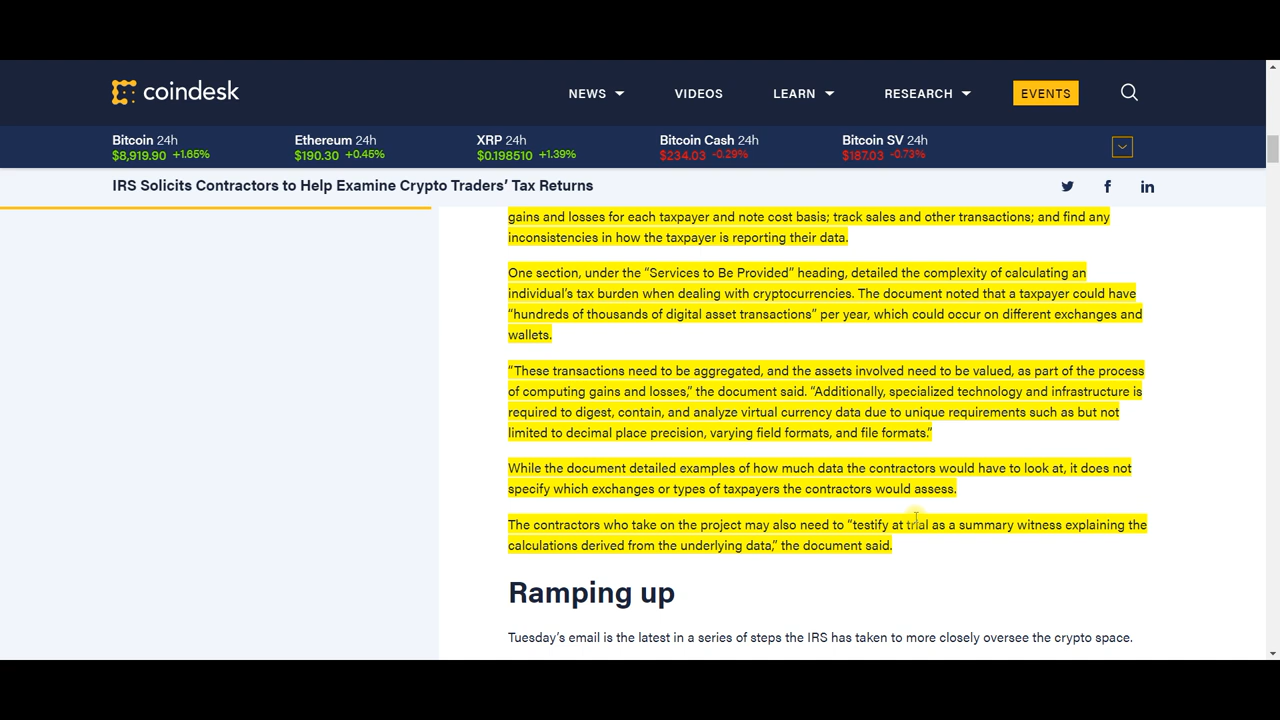 coindesk
NEWS VIDEOS LEARN RESEARCH EVENTS
Bitcoin 24h Ethereum 24h XRP 24h Bitcoin Cash 24h Bitcoin SV 24h
$8,919.90 +1.65% $190.30 +0.45% $0.198510 +1.39% $234.03 -0.29% $187.03 -0.73%
IRS Solicits Contractors to Help Examine Crypto Traders’ Tax Returns
gains and losses for each taxpayer and note cost basis; track sales and other transactions; and find any
inconsistencies in how the taxpayer is reporting their data.
One section, under the “Services to Be Provided” heading, detailed the complexity of calculating an
individual’s tax burden when dealing with cryptocurrencies. The document noted that a taxpayer could have
“hundreds of thousands of digital asset transactions” per year, which could occur on different exchanges and
wallets.
“These transactions need to be aggregated, and the assets involved need to be valued, as part of the process
of computing gains and losses,” the document said. “Additionally, specialized technology and infrastructure is
required to digest, contain, and analyze virtual currency data due to unique requirements such as but not
limited to decimal place precision, varying field formats, and file formats.”
While the document detailed examples of how much data the contractors would have to look at, it does not
specify which exchanges or types of taxpayers the contractors would assess.
The contractors who take on the project may also need to “testify at trial as a summary witness explaining the
calculations derived from the underlying data,” the document said.
Ramping up
Tuesday’s email is the latest in a series of steps the IRS has taken to more closely oversee the crypto space.